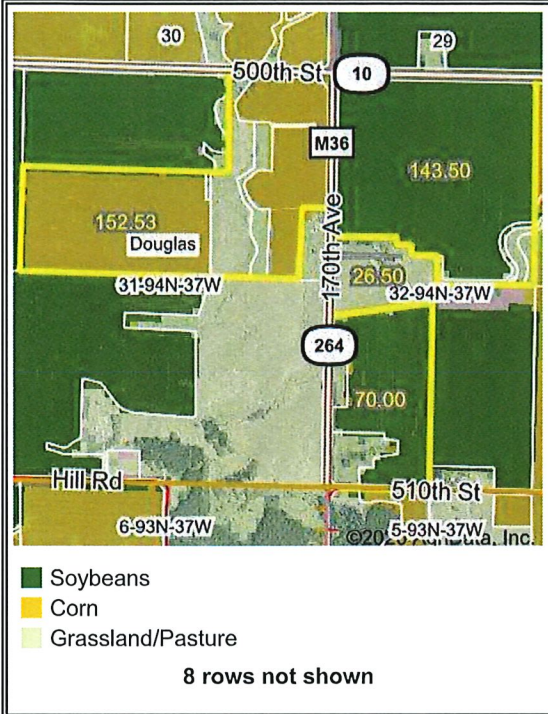 30
29
500th St
10
M36
143.50
152.53
Douglas
170th Ave
26.50
31-94N-37W
32-94N-37W
264
70.00
Hill Rd
510th St
6-93N-37W
5-93N-37W
Inc.
Soybeans
Corn
Grassland/Pasture
8 rows not shown